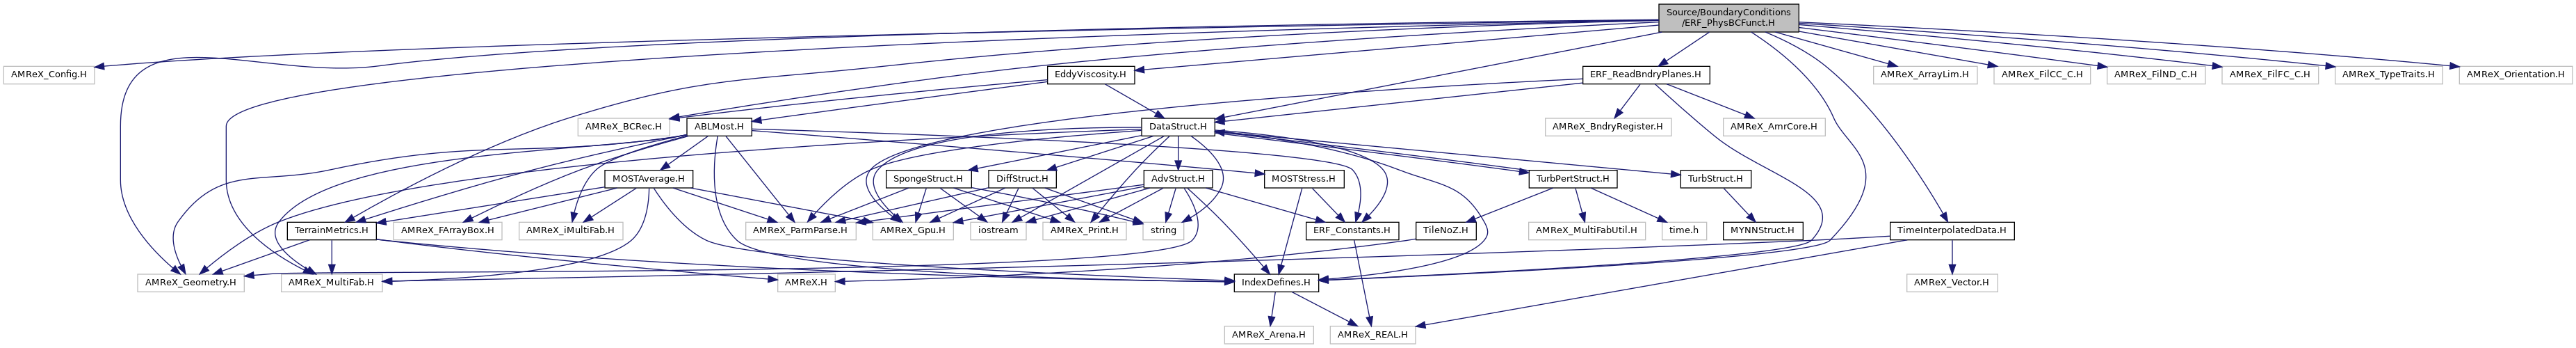 Source/BoundaryConditions
/ERF_PhysBCFunct.H
AMReX_Config.H
EddyViscosity.H
ERF_ReadBndryPlanes.H
AMReX_ArrayLim.H
AMReX_FilCC_C.H
AMReX_FilND_C.H
AMReX_FilFC_C.H
AMReX_TypeTraits.H
AMReX_Orientation.H
AMReX_BCRec.H
ABLMost.H
DataStruct.H
AMReX_BndryRegister.H
AMReX_AmrCore.H
MOSTAverage.H
SpongeStruct.H
DiffStruct.H
AdvStruct.H
MOSTStress.H
TurbPertStruct.H
TurbStruct.H
TerrainMetrics.H
AMReX_FArrayBox.H
AMReX_iMultiFab.H
AMReX_ParmParse.H
AMReX_Gpu.H
iostream
AMReX_Print.H
string
ERF_Constants.H
TileNoZ.H
AMReX_MultiFabUtil.H
time.h
MYNNStruct.H
TimeInterpolatedData.H
AMReX_Geometry.H
AMReX_MultiFab.H
AMReX.H
IndexDefines.H
AMReX_Vector.H
AMReX_Arena.H
AMReX_REAL.H